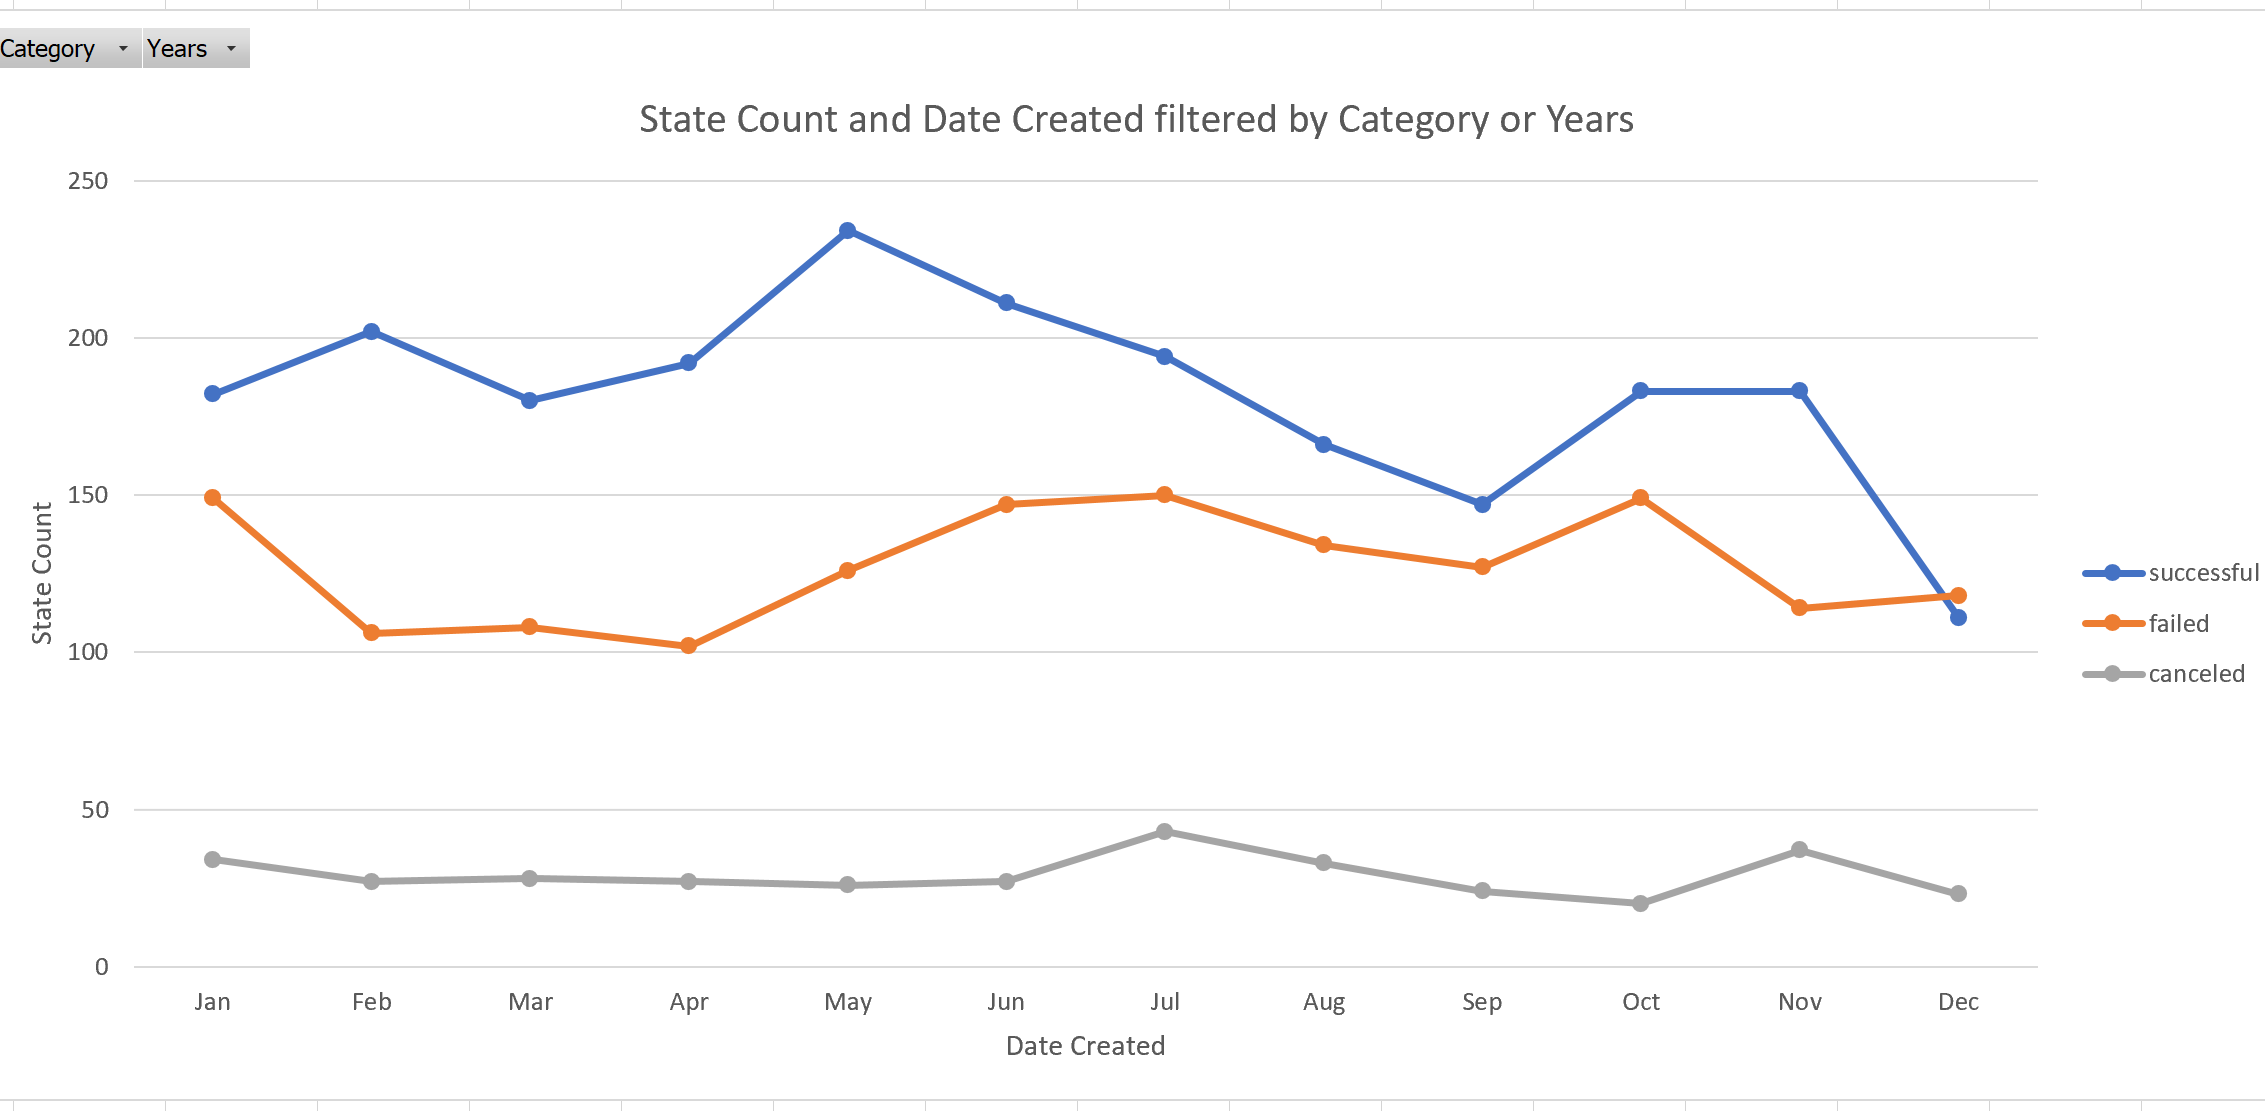 Category Years
State Count and Date Created filtered by Category or Years
250
200
150
100
50
0
State Count
Jan Feb Mar Apr May Jun Jul Aug Sep Oct Nov Dec
Date Created
successful
failed
canceled